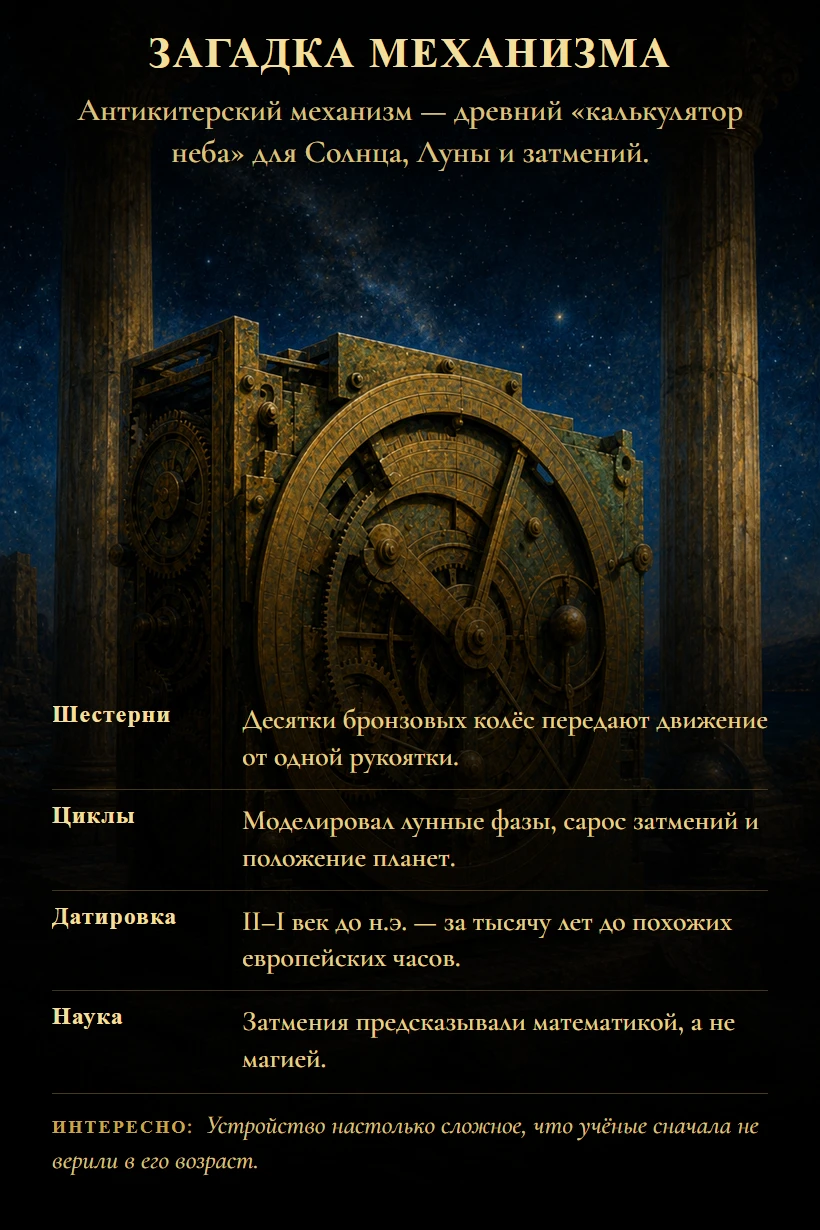 ЗАГАДКА МЕХАНИЗМА
Антикитерский механизм — древний «калькулятор
неба» для Солнца, Луны и затмений.
Шестерни
Десятки бронзовых колёс передают движение
от одной рукоятки.
Циклы
Моделировал лунные фазы, сарос затмений и
положение планет.
Датировка
II–I век до н.э. — за тысячу лет до похожих
европейских часов.
Наука
Затмения предсказывали математикой, а не
магией.
ИНТЕРЕСНО: Устройство настолько сложное, что учёные сначала не
верили в его возраст.